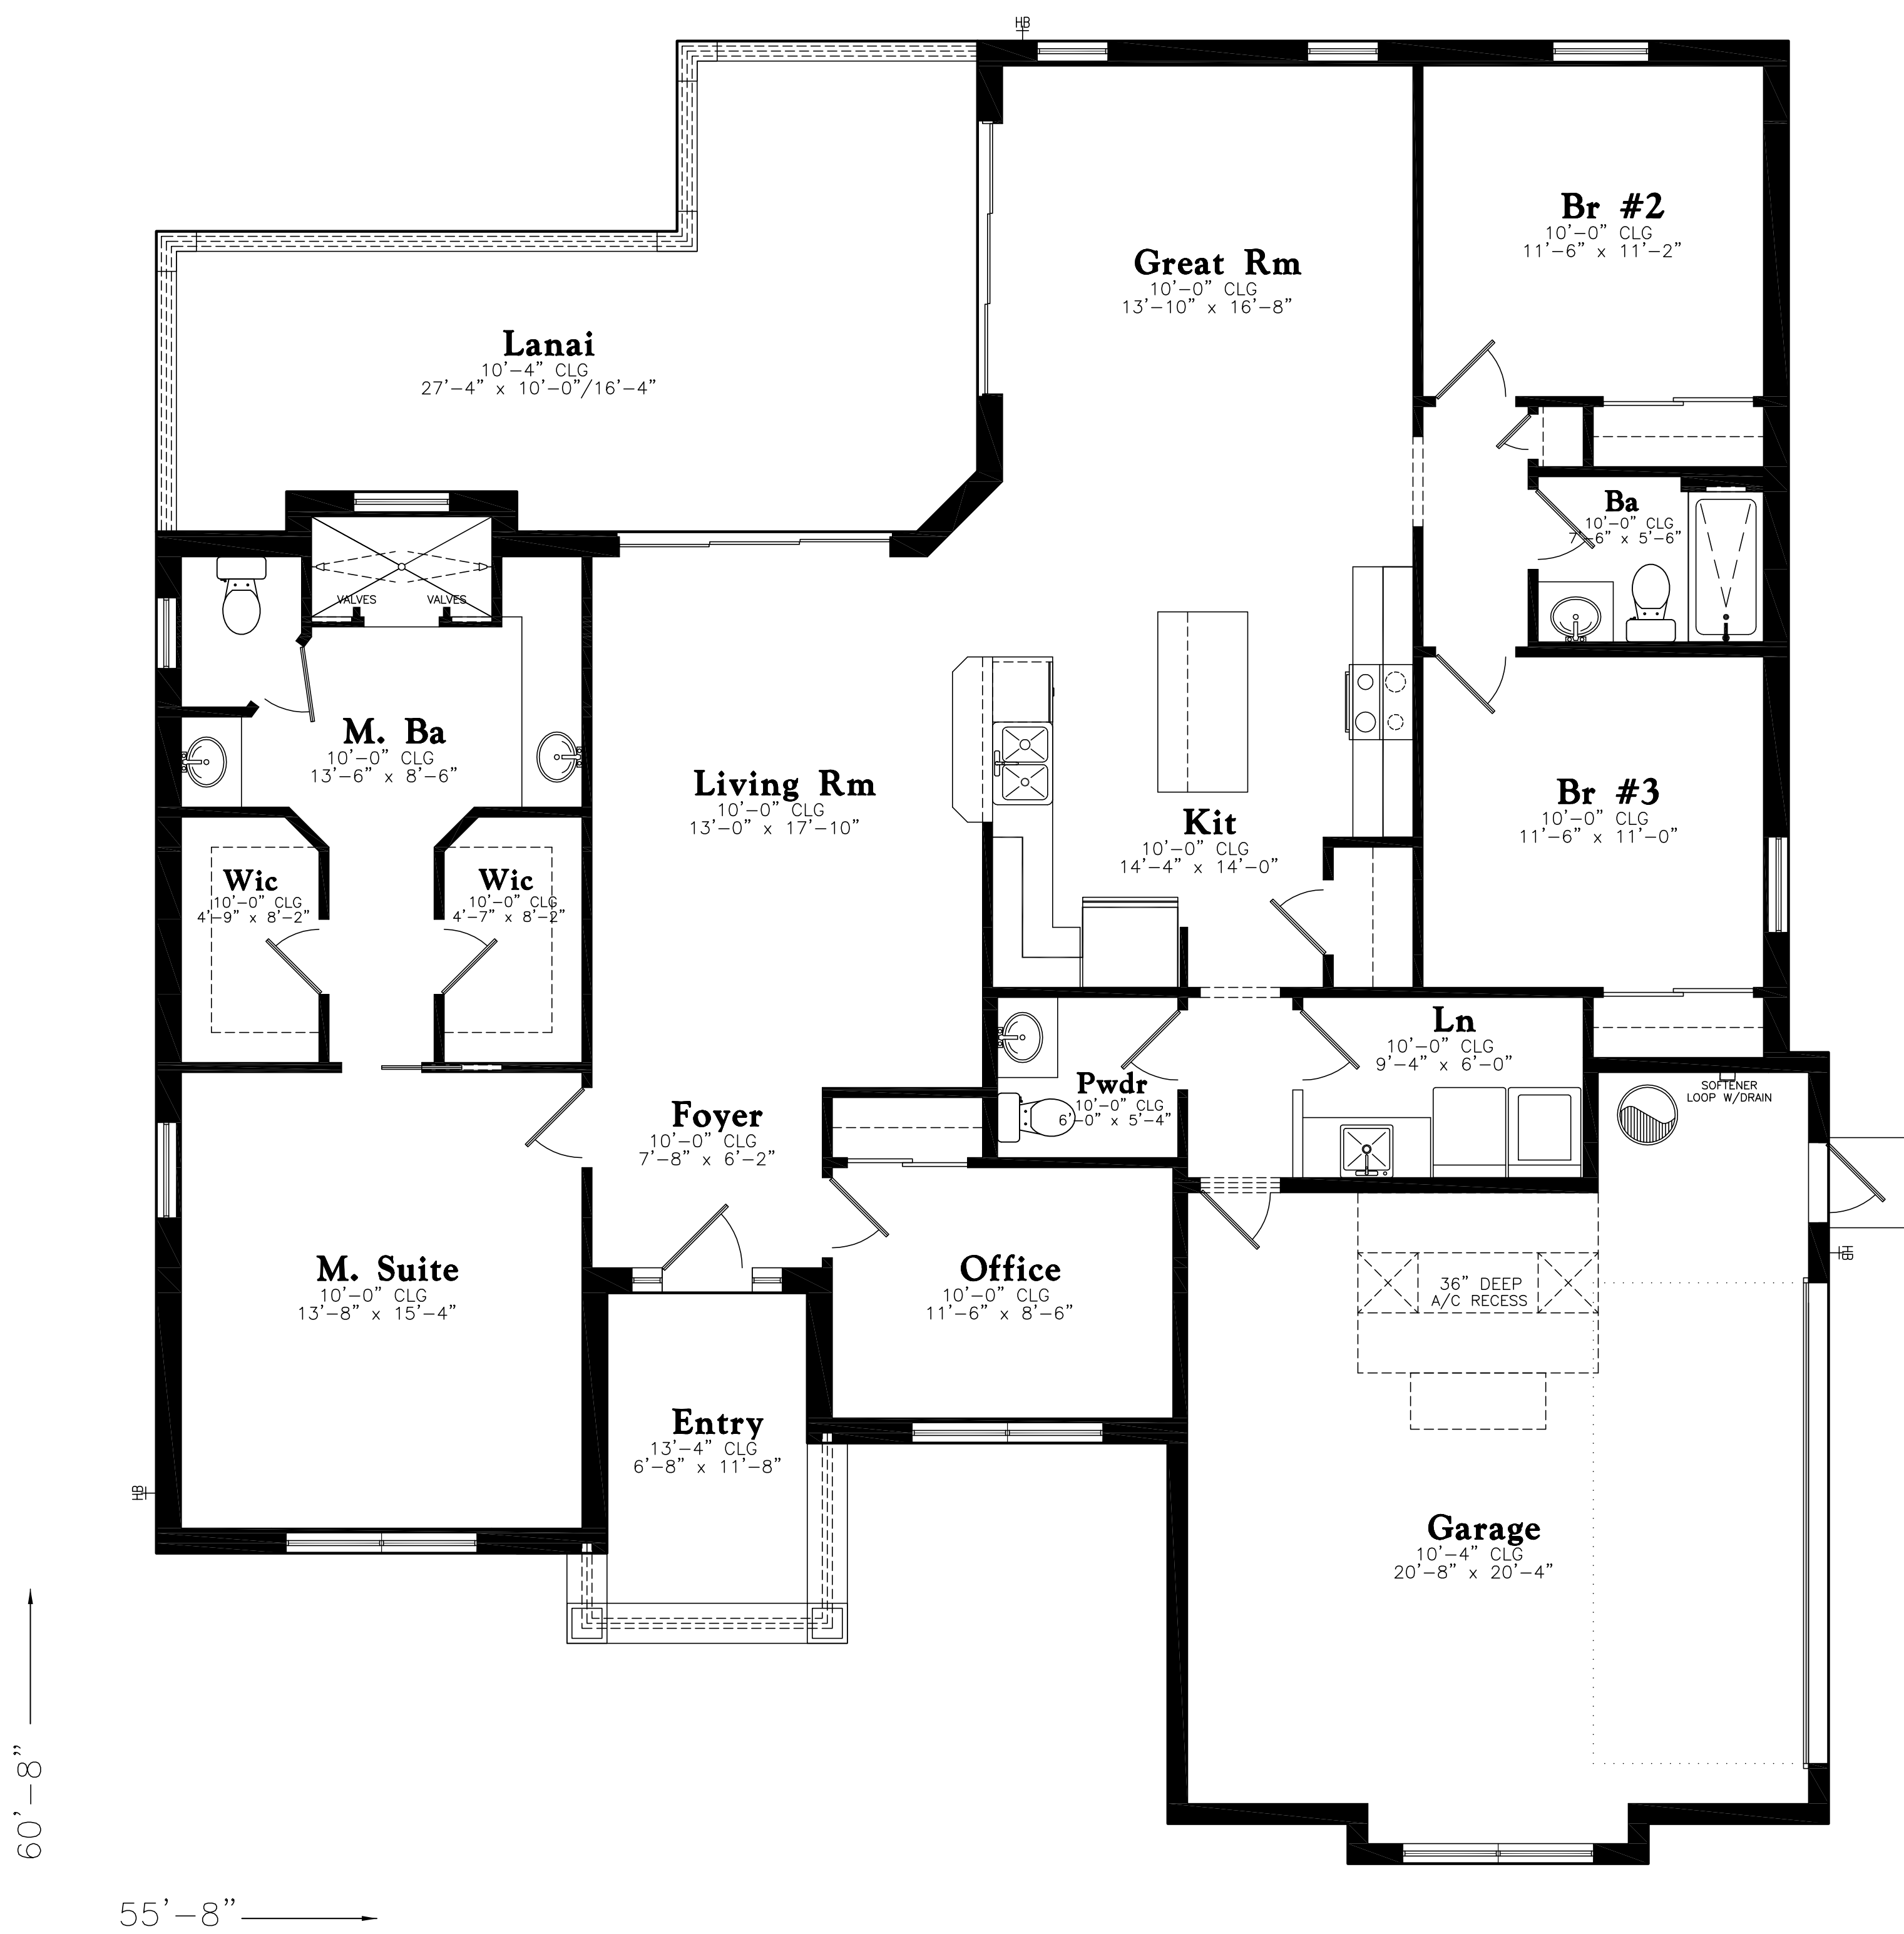 HB
Br #2
10'-0" CLG
11'-6" x 11'-2"
Great Rm
10'-0" CLG
13'-10" x 16'-8"
Lanai
10'-4" CLG
27'-4" x 10'-0"/16'-4"
Ba
10'-0" CLG
7'-6" x 5'-6"
VALVES
VALVES
M. Ba
10'-0" CLG
13'-6" x 8'-6"
Living Rm
10'-0" CLG
13'-0" x 17'-10"
Kit
10'-0" CLG
14'-4" x 14'-0"
Br #3
10'-0" CLG
11'-6" x 11'-0"
Wic
10'-0" CLG
4'-9" x 8'-2"
Wic
10'-0" CLG
4'-7" x 8'-2"
Ln
10'-0" CLG
9'-4" x 6'-0"
Pwdr
10'-0" CLG
6'-0" x 5'-4"
SOFTENER
LOOP W/DRAIN
Foyer
10'-0" CLG
7'-8" x 6'-2"
HB
M. Suite
10'-0" CLG
13'-8" x 15'-4"
Office
10'-0" CLG
11'-6" x 8'-6"
36" DEEP
A/C RECESS
Entry
13'-4" CLG
6'-8" x 11'-8"
HB
Garage
10'-4" CLG
20'-8" x 20'-4"
60'-8"
55'-8"